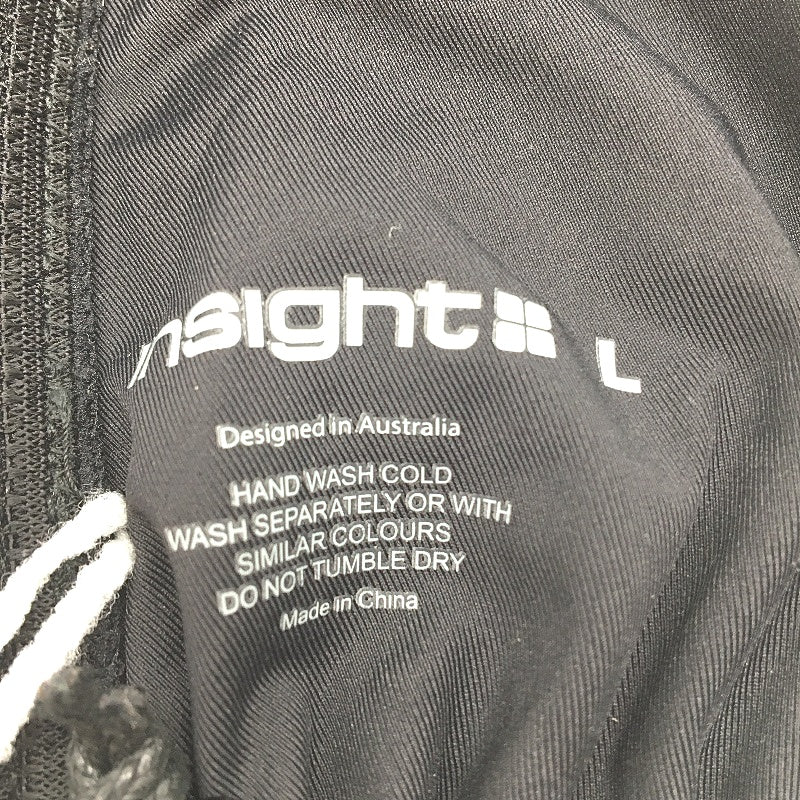 insight L
Designed in Australia
HAND WASH COLD
WASH SEPARATELY OR WITH
SIMILAR COLOURS
DO NOT TUMBLE DRY
Made in China